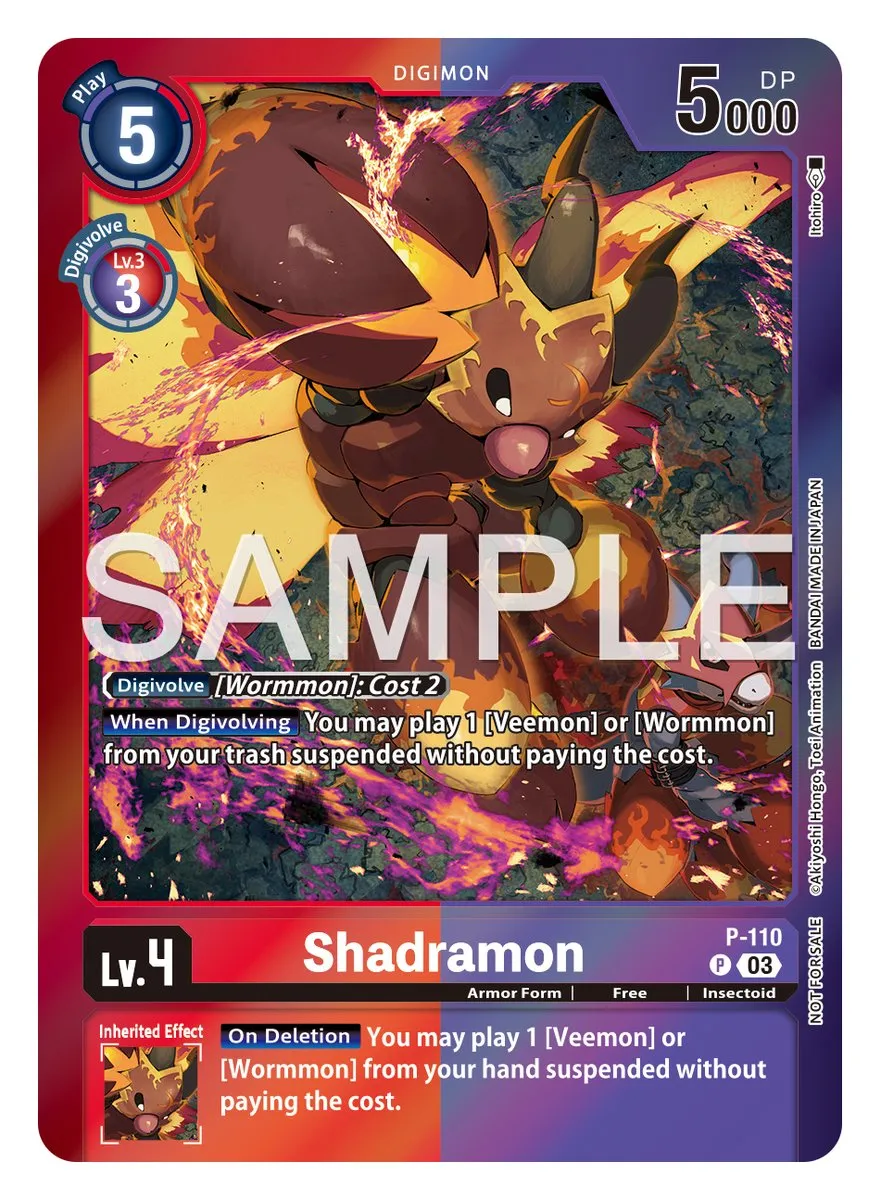 DIGIMON
Play
5
DP
5000
Digivolve
Lv.3
3
Itohiro
SAMPLE
Digivolve [Wormmon]: Cost 2
When Digivolving You may play 1 [Veemon] or [Wormmon]
from your trash suspended without paying the cost.
©Akiyoshi Hongo, Toei Animation BANDAI MADE IN JAPAN
NOT FOR SALE
Lv.4
Shadramon
P-110
P 03
Armor Form | Free | Insectoid
Inherited Effect
On Deletion You may play 1 [Veemon] or
[Wormmon] from your hand suspended without
paying the cost.